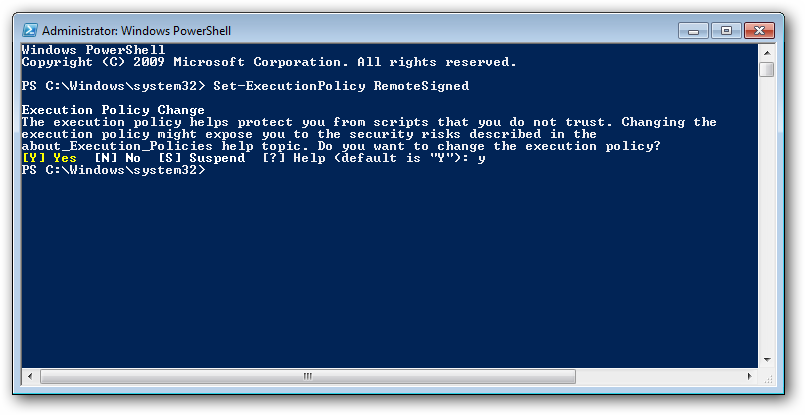 Administrator: Windows PowerShell
Windows PowerShell
Copyright (C) 2009 Microsoft Corporation. All rights reserved.
PS C:\Windows\system32> Set-ExecutionPolicy RemoteSigned
Execution Policy Change
The execution policy helps protect you from scripts that you do not trust. Changing the
execution policy might expose you to the security risks described in the
about_Execution_Policies help topic. Do you want to change the execution policy?
[Y] Yes  [N] No  [S] Suspend  [?] Help (default is "Y"): y
PS C:\Windows\system32>